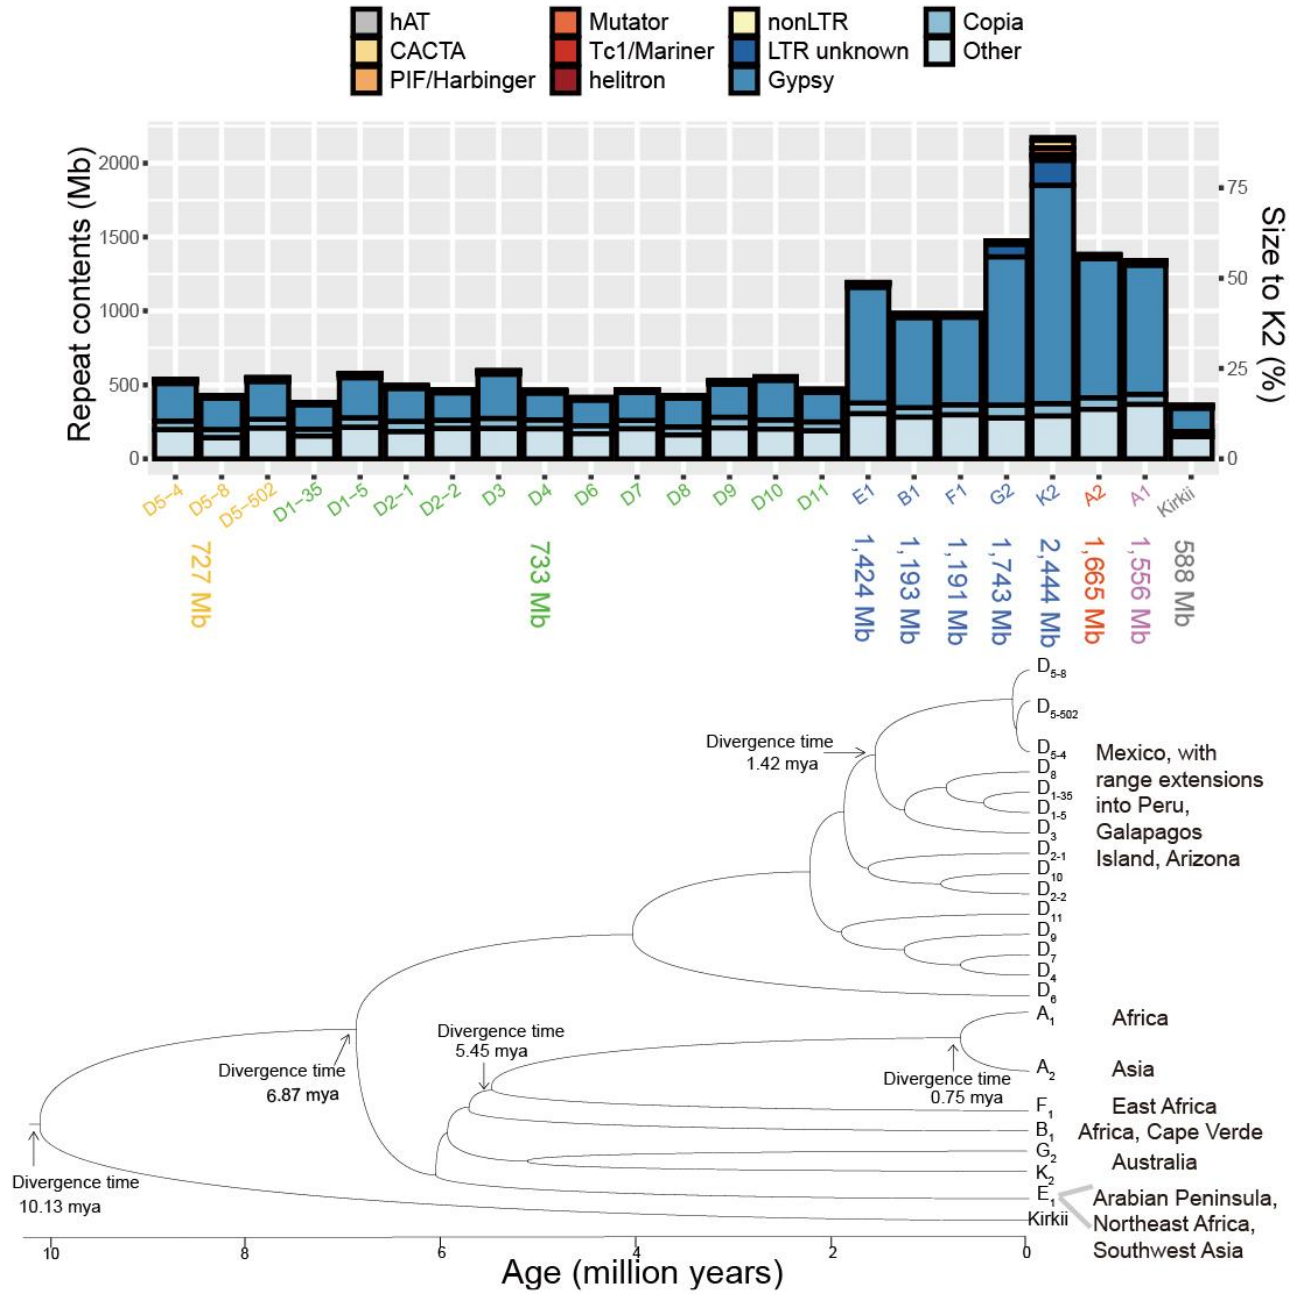 hAT
CACTA
PIF/Harbinger
Mutator
Tc1/Mariner
helitron
nonLTR
LTR unknown
Gypsy
Copia
Other
Repeat contents (Mb)
2000
1500
1000
500
0
75
50
25
0
Size to K2 (%)
D5-4
D5-8
D5-502
D1-35
D1-5
D2-1
D2-2
D3
D4
D6
D7
D8
D9
D10
D11
E1
B1
F1
G2
K2
A2
A1
Kirkii
727 Mb
733 Mb
1,424 Mb
1,193 Mb
1,191 Mb
1,743 Mb
2,444 Mb
1,665 Mb
1,556 Mb
588 Mb
D5-8
D5-502
D5-4
D8
D1-35
D1-5
D3
D2-1
D10
D2-2
D11
D9
D7
D4
D6
A1
A2
F1
B1
G2
K2
E1
Kirkii
Mexico, with
range extensions
into Peru,
Galapagos
Island, Arizona
Africa
Asia
East Africa
Africa, Cape Verde
Australia
Arabian Peninsula,
Northeast Africa,
Southwest Asia
Divergence time
1.42 mya
Divergence time
5.45 mya
Divergence time
6.87 mya
Divergence time
0.75 mya
Divergence time
10.13 mya
10
8
6
4
2
0
Age (million years)